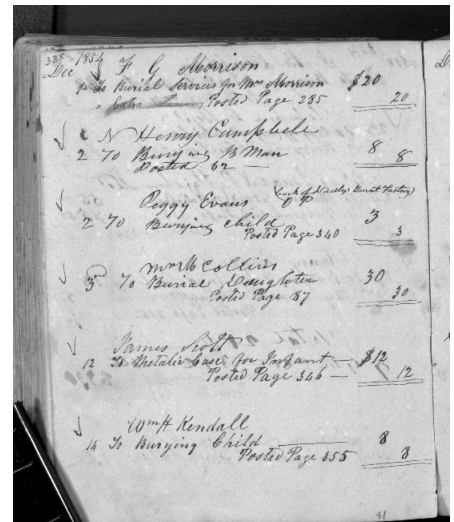 Dec 1854 F G Morrison
To Burial Services for Mrs Morrison $20
" Extra Posted Page 285 20
N Henry Campbell
2 To Burying B Man 8
Posted 62 — 8
Peggy Evans O P
2 To Burying child 3
Posted Page 340 3
Wm M Collins
3 To Burial Daughter 30
Posted Page 87 30
James Scott
12 To Metalic Case for Infant — $12
Posted Page 346 — 12
Wm H Kendall
14 To Burying Child 8
Posted Page 355 8